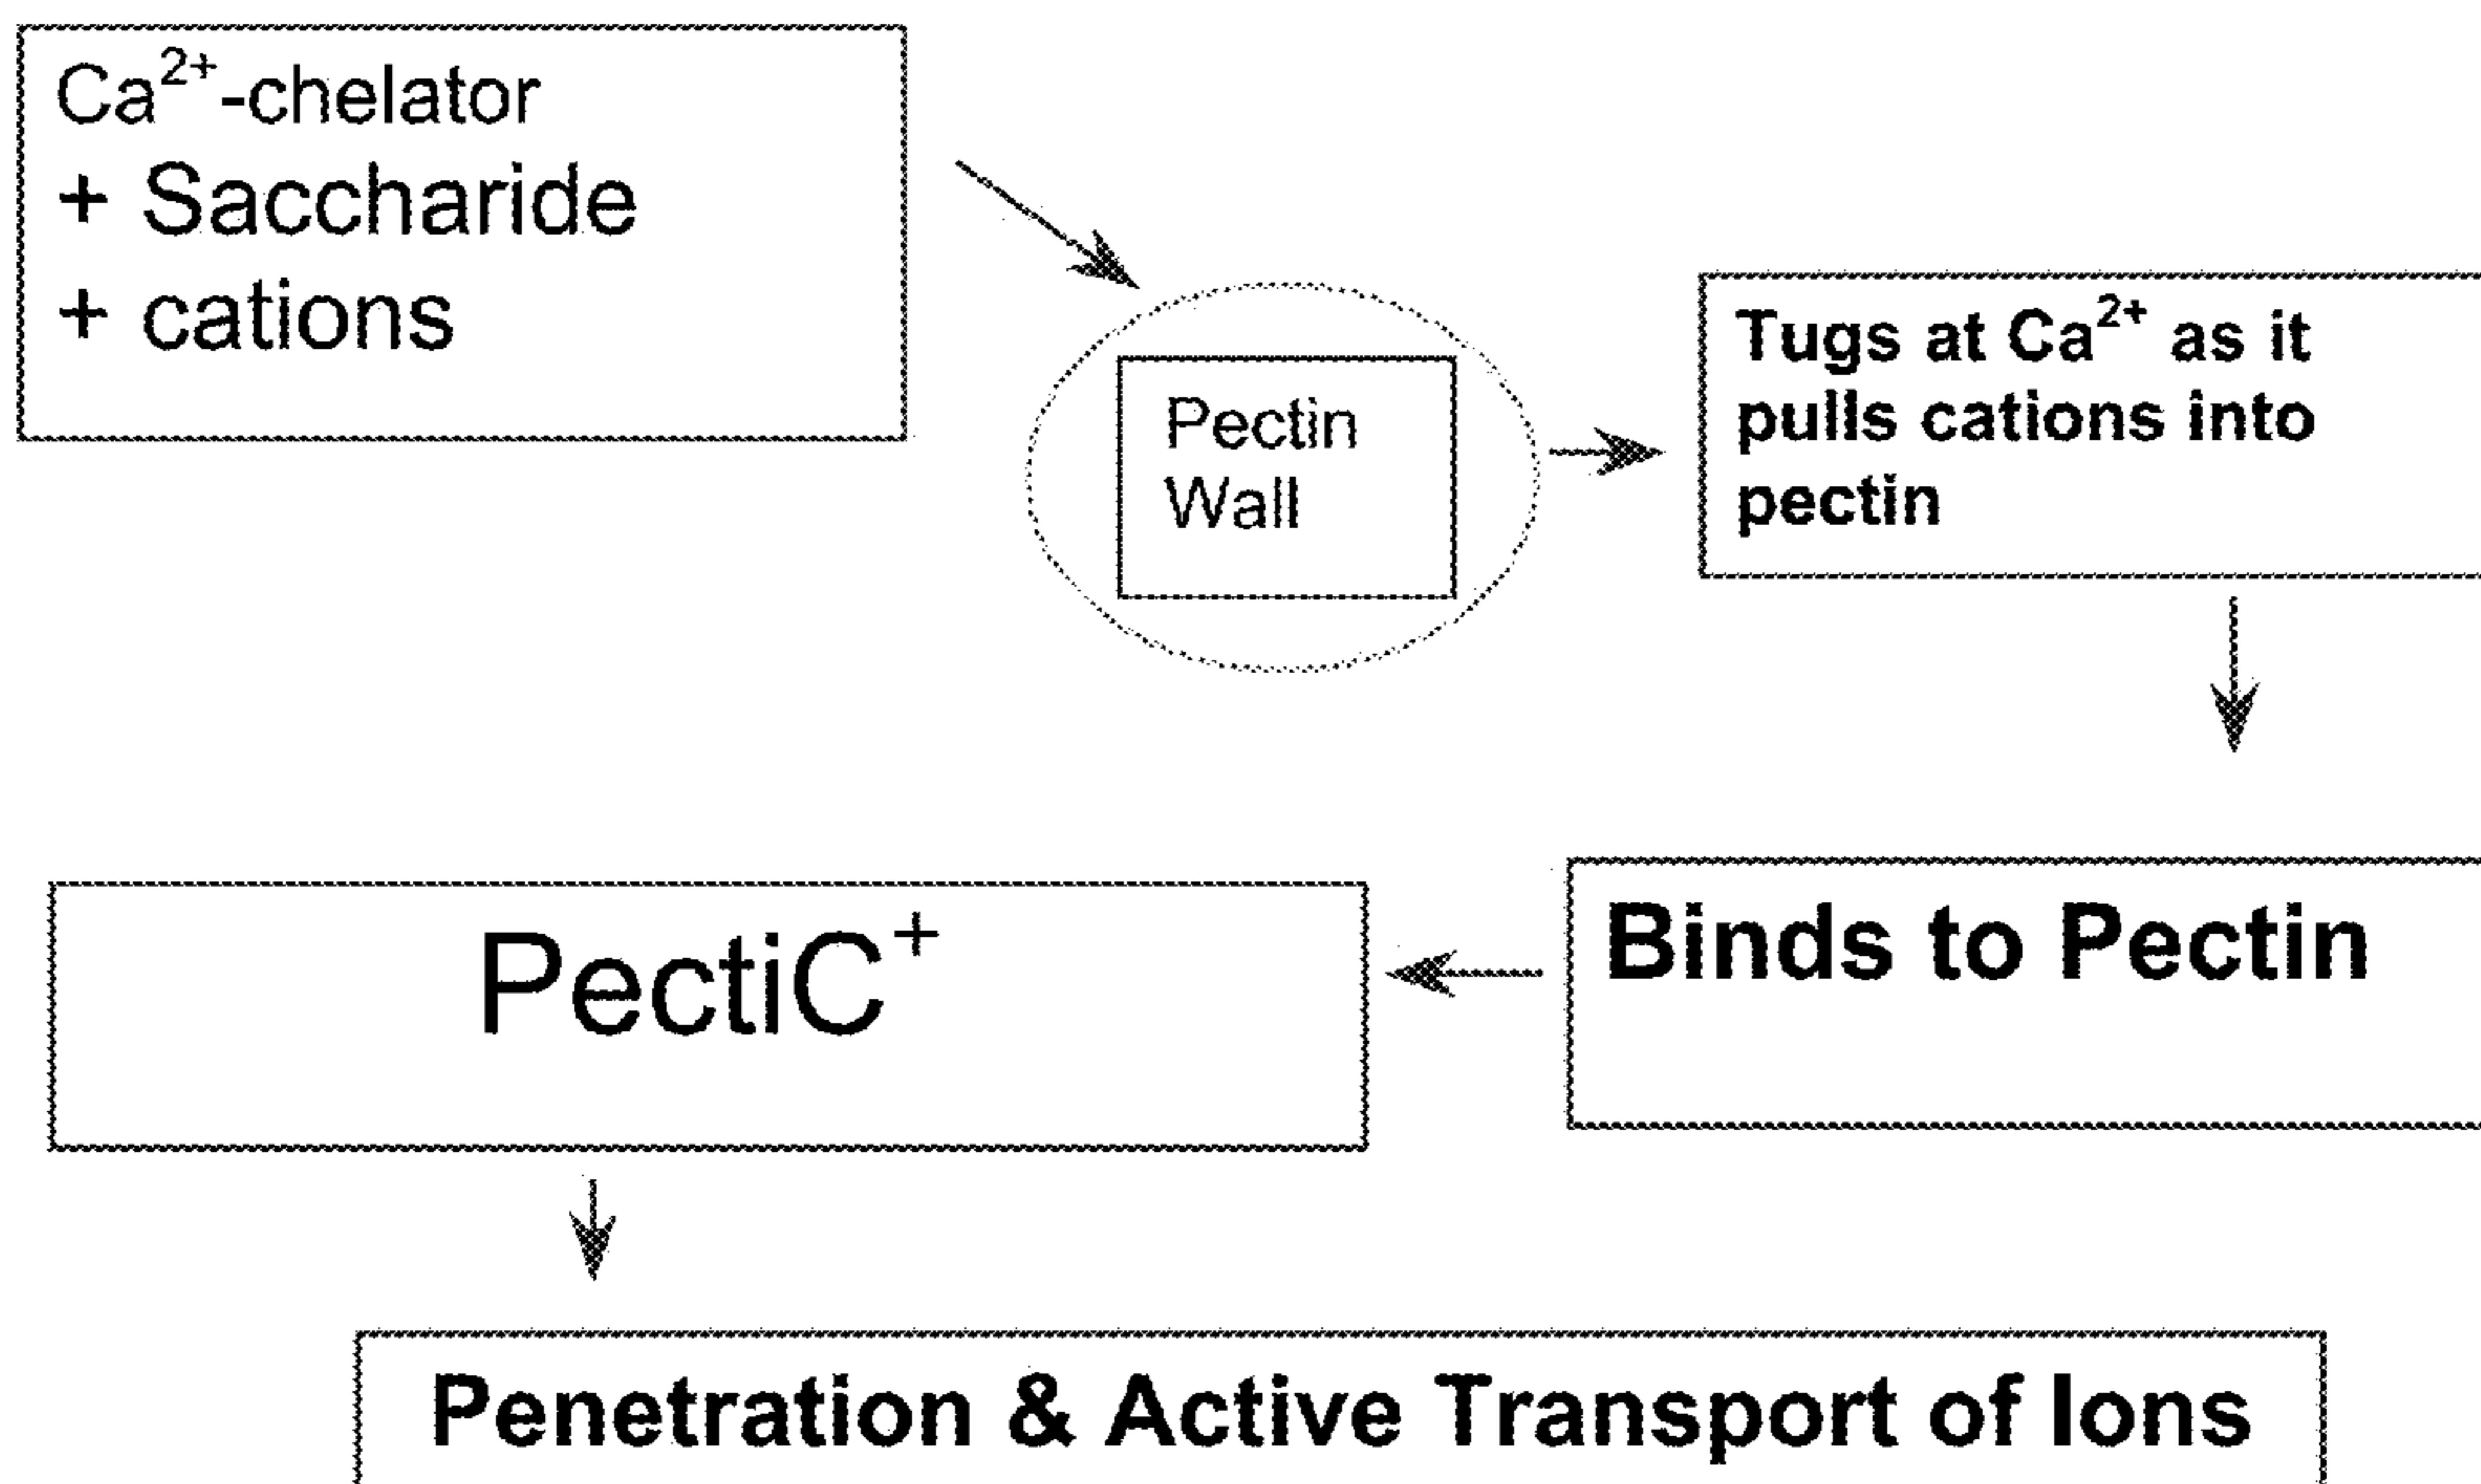 Ca²⁺-chelator
+ Saccharide
+ cations
Pectin
Wall
Tugs at Ca²⁺ as it
pulls cations into
pectin
Binds to Pectin
PectiC⁺
Penetration & Active Transport of Ions